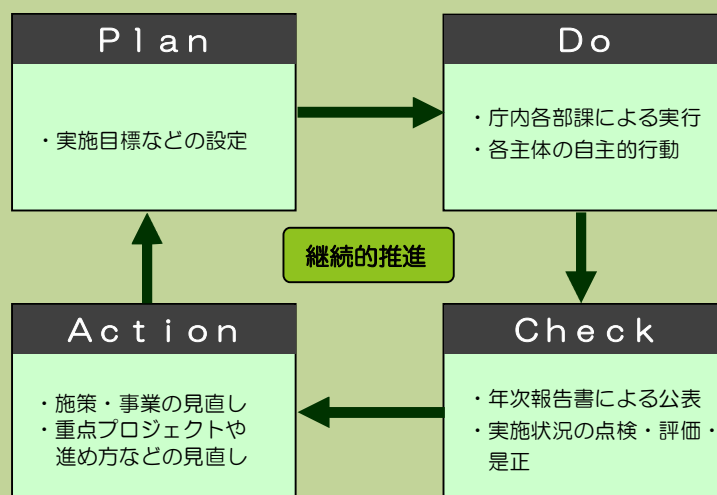 Plan
・実施目標などの設定
Do
・庁内各部課による実行
・各主体の自主的行動
継続的推進
Action
・施策・事業の見直し
・重点プロジェクトや
進め方などの見直し
Check
・年次報告書による公表
・実施状況の点検・評価・
是正